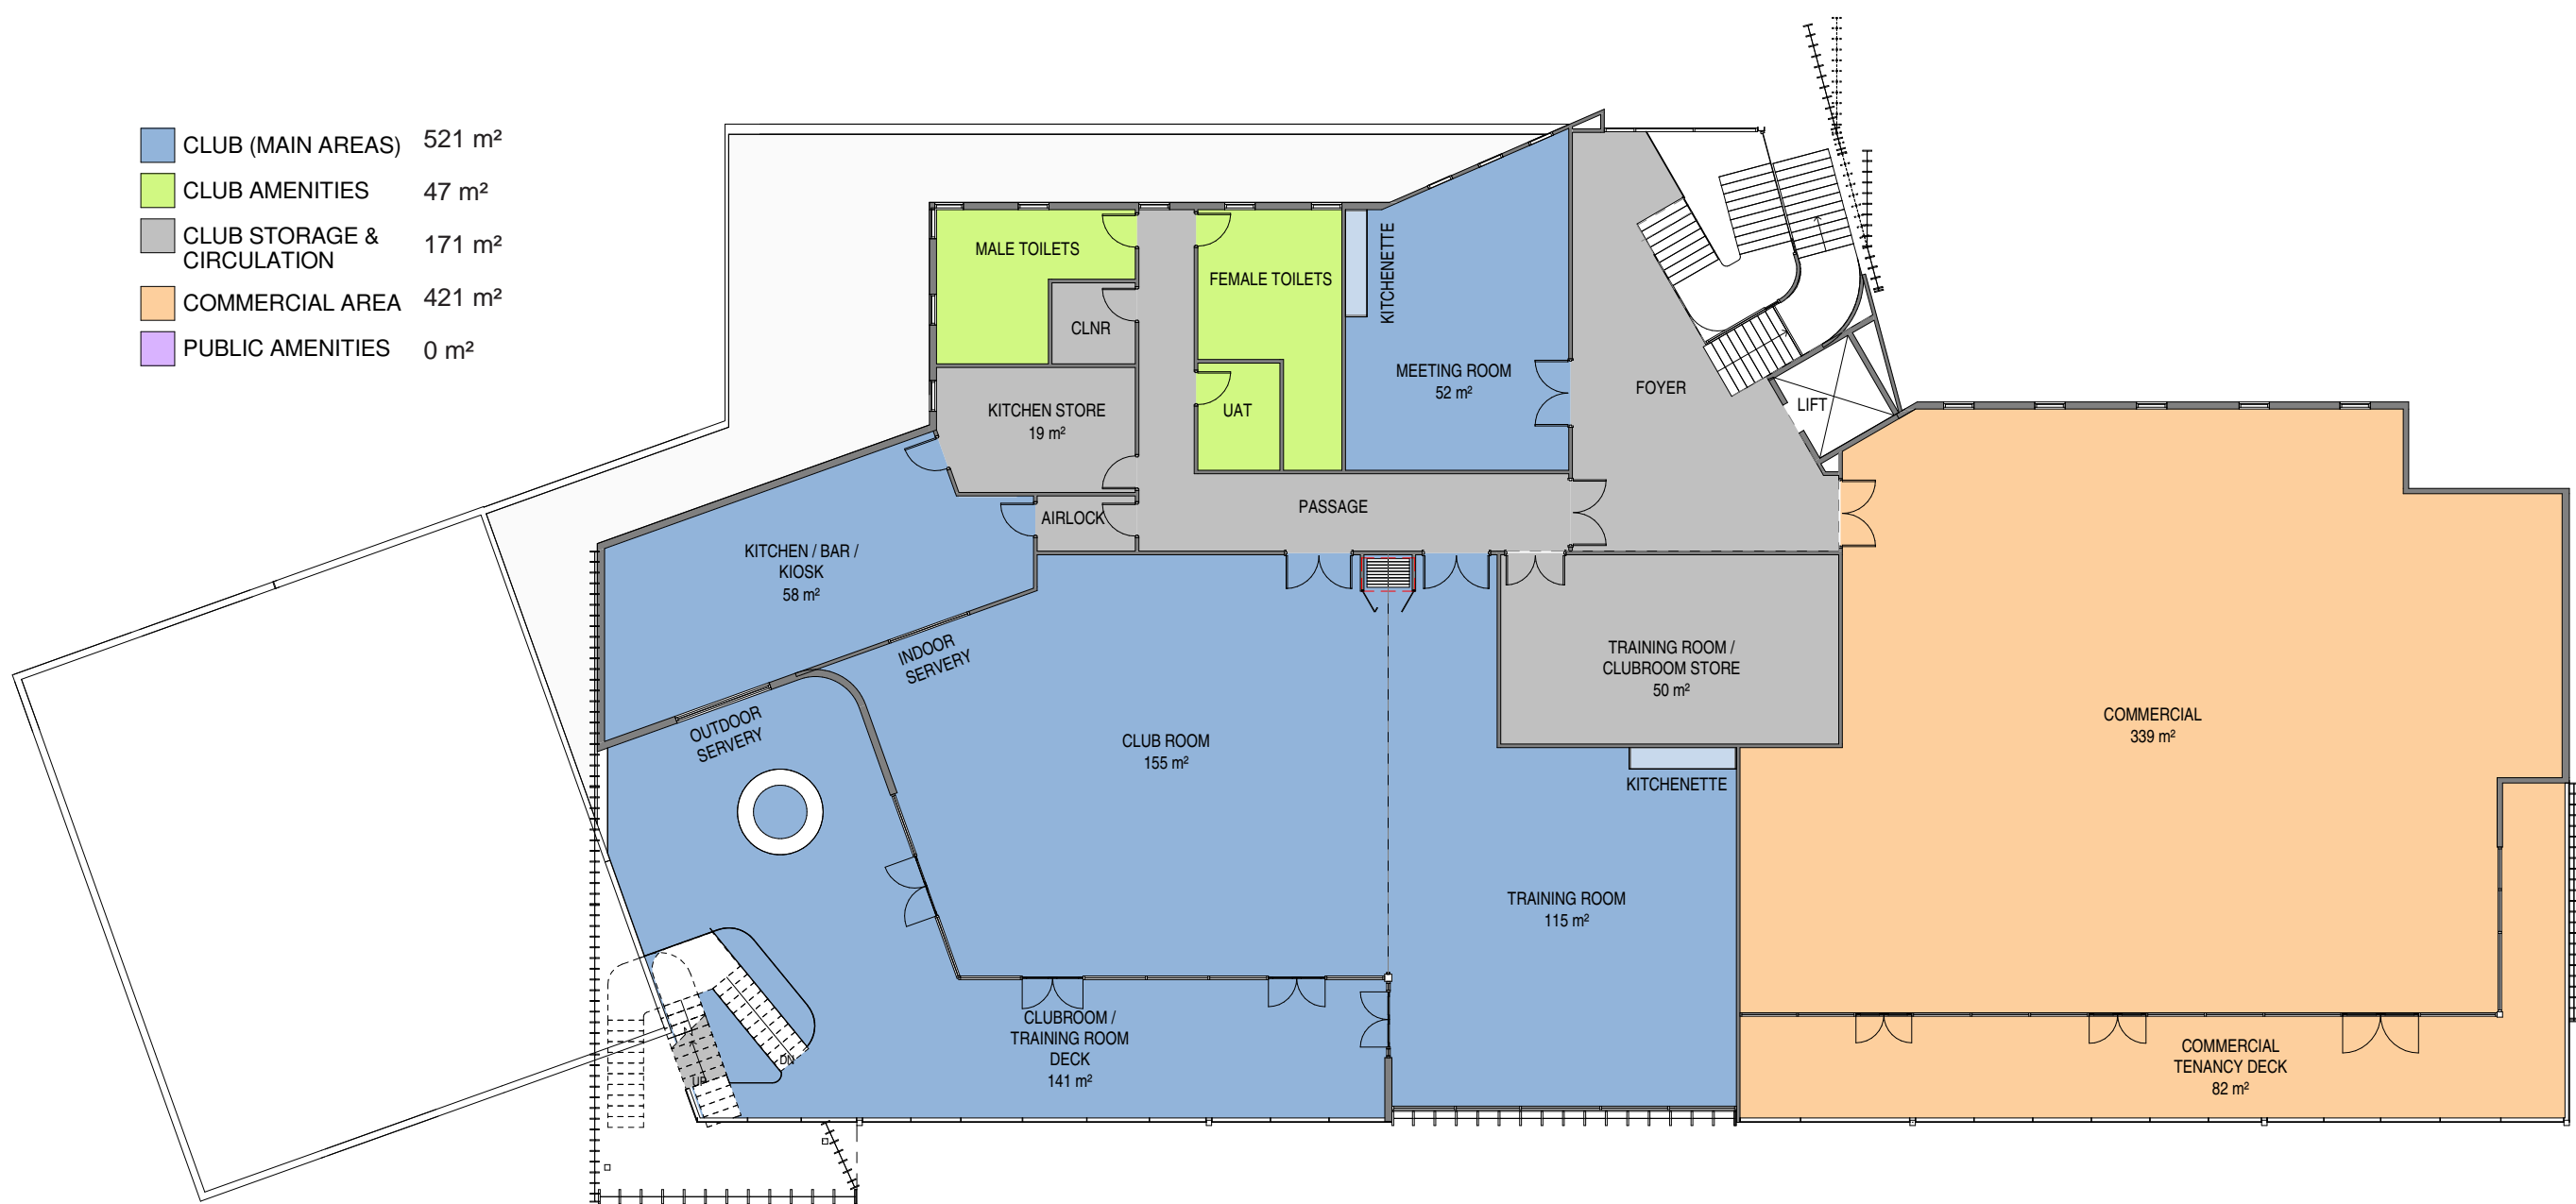 CLUB (MAIN AREAS) 521 m²
CLUB AMENITIES 47 m²
CLUB STORAGE &
CIRCULATION 171 m²
COMMERCIAL AREA 421 m²
PUBLIC AMENITIES 0 m²
MALE TOILETS
FEMALE TOILETS
KITCHENETTE
CLNR
MEETING ROOM
52 m²
FOYER
LIFT
KITCHEN STORE
19 m²
UAT
PASSAGE
AIRLOCK
KITCHEN / BAR /
KIOSK
58 m²
INDOOR
SERVERY
OUTDOOR
SERVERY
TRAINING ROOM /
CLUBROOM STORE
50 m²
CLUB ROOM
155 m²
COMMERCIAL
339 m²
KITCHENETTE
TRAINING ROOM
115 m²
CLUBROOM /
TRAINING ROOM
DECK
141 m²
DN
UP
COMMERCIAL
TENANCY DECK
82 m²